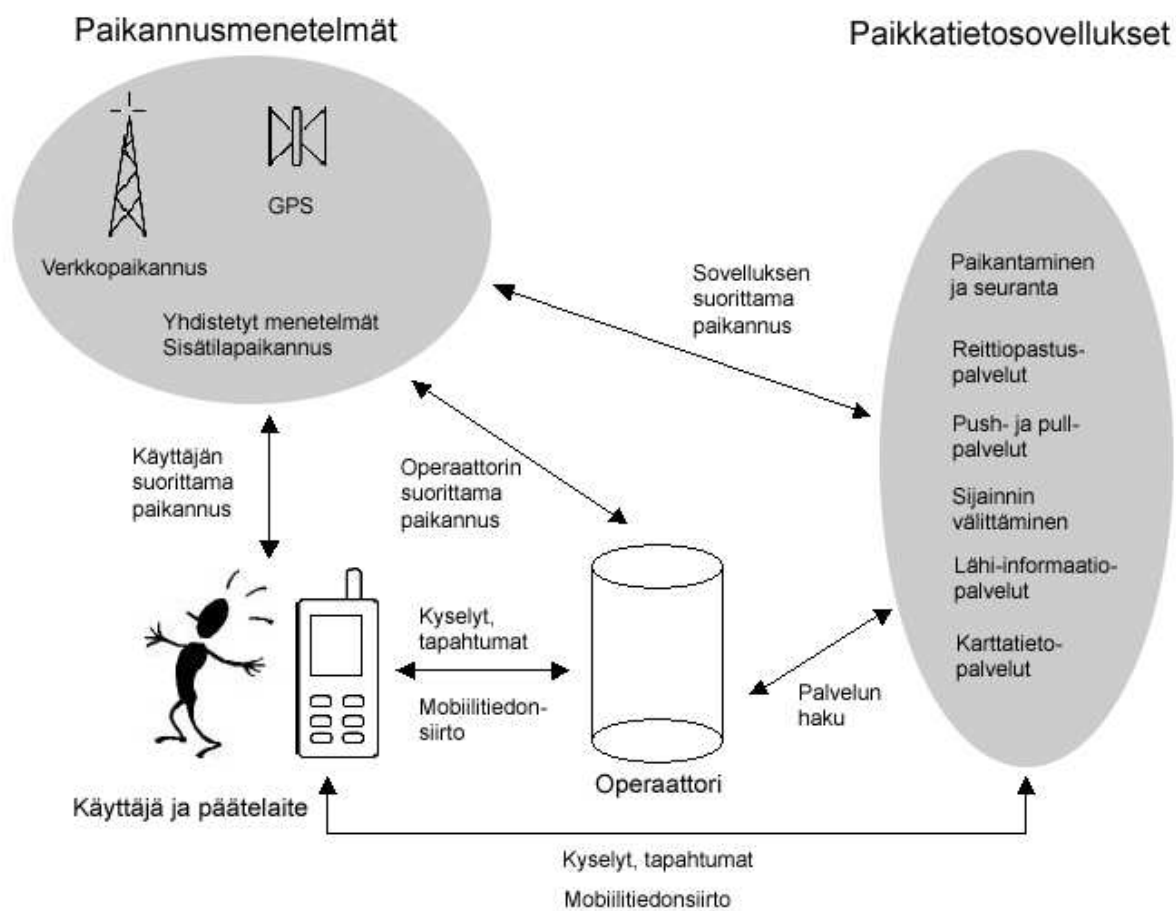 Paikannusmenetelmät
Paikkatietosovellukset
GPS
Verkkopaikannus
Yhdistetyt menetelmät
Sisätilapaikannus
Sovelluksen
suorittama
paikannus
Paikantaminen
ja seuranta
Reittiopastus-
palvelut
Push- ja pull-
palvelut
Sijainnin
välittäminen
Lähi-informaatio-
palvelut
Karttatieto-
palvelut
Käyttäjän
suorittama
paikannus
Operaattorin
suorittama
paikannus
Kyselyt,
tapahtumat
Mobiilitiedon-
siirto
Palvelun
haku
Operaattori
Käyttäjä ja päätelaite
Kyselyt, tapahtumat
Mobiilitiedonsiirto